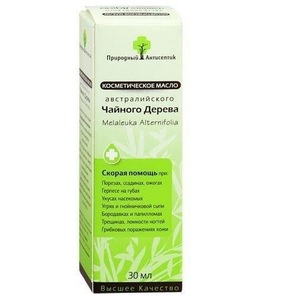 Природный Антисептик
КОСМЕТИЧЕСКОЕ МАСЛО
австралийского
Чайного Дерева
Melaleuka Alternifolia
Скорая помощь при:
Порезах, ссадинах, ожогах
Герпесе на губах
Укусах насекомых
Угрях и гнойничковой сыпи
Бородавках и папилломах
Трещинах, ломкости ногтей
Грибковых поражениях кожи
30 мл
Высшее Качество